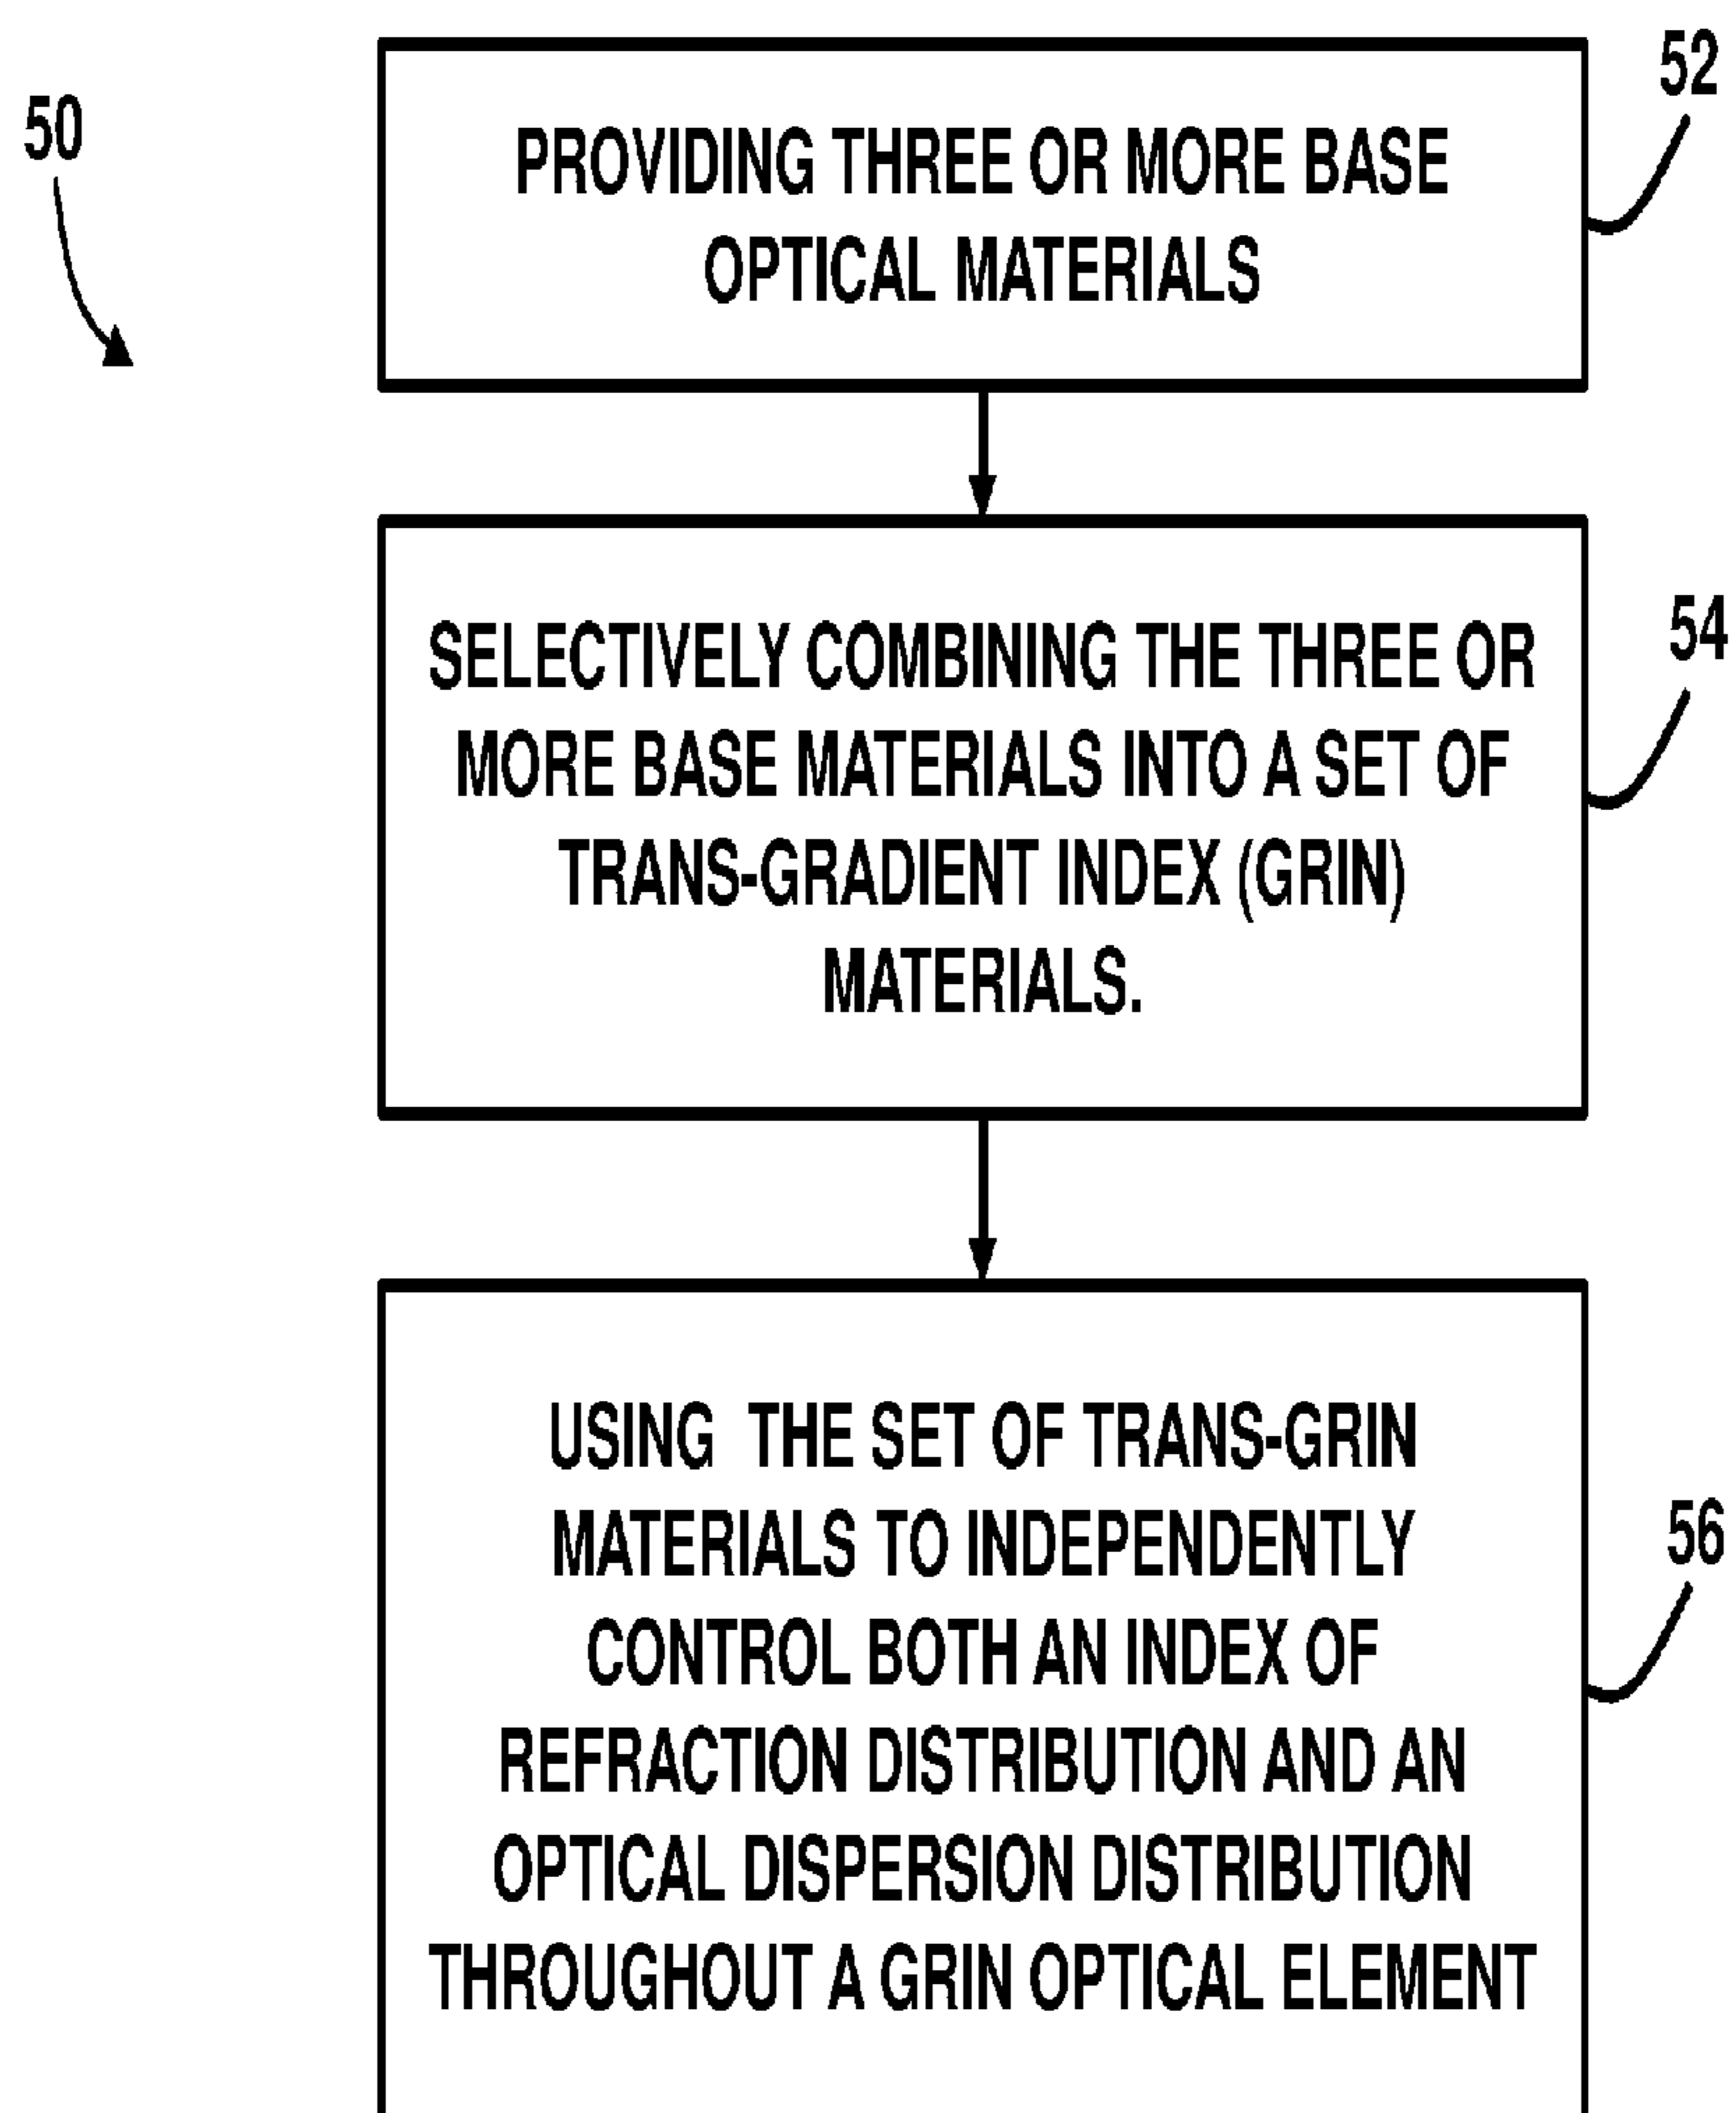 50
52
PROVIDING THREE OR MORE BASE
OPTICAL MATERIALS
54
SELECTIVELY COMBINING THE THREE OR
MORE BASE MATERIALS INTO A SET OF
TRANS-GRADIENT INDEX (GRIN)
MATERIALS.
56
USING THE SET OF TRANS-GRIN
MATERIALS TO INDEPENDENTLY
CONTROL BOTH AN INDEX OF
REFRACTION DISTRIBUTION AND AN
OPTICAL DISPERSION DISTRIBUTION
THROUGHOUT A GRIN OPTICAL ELEMENT